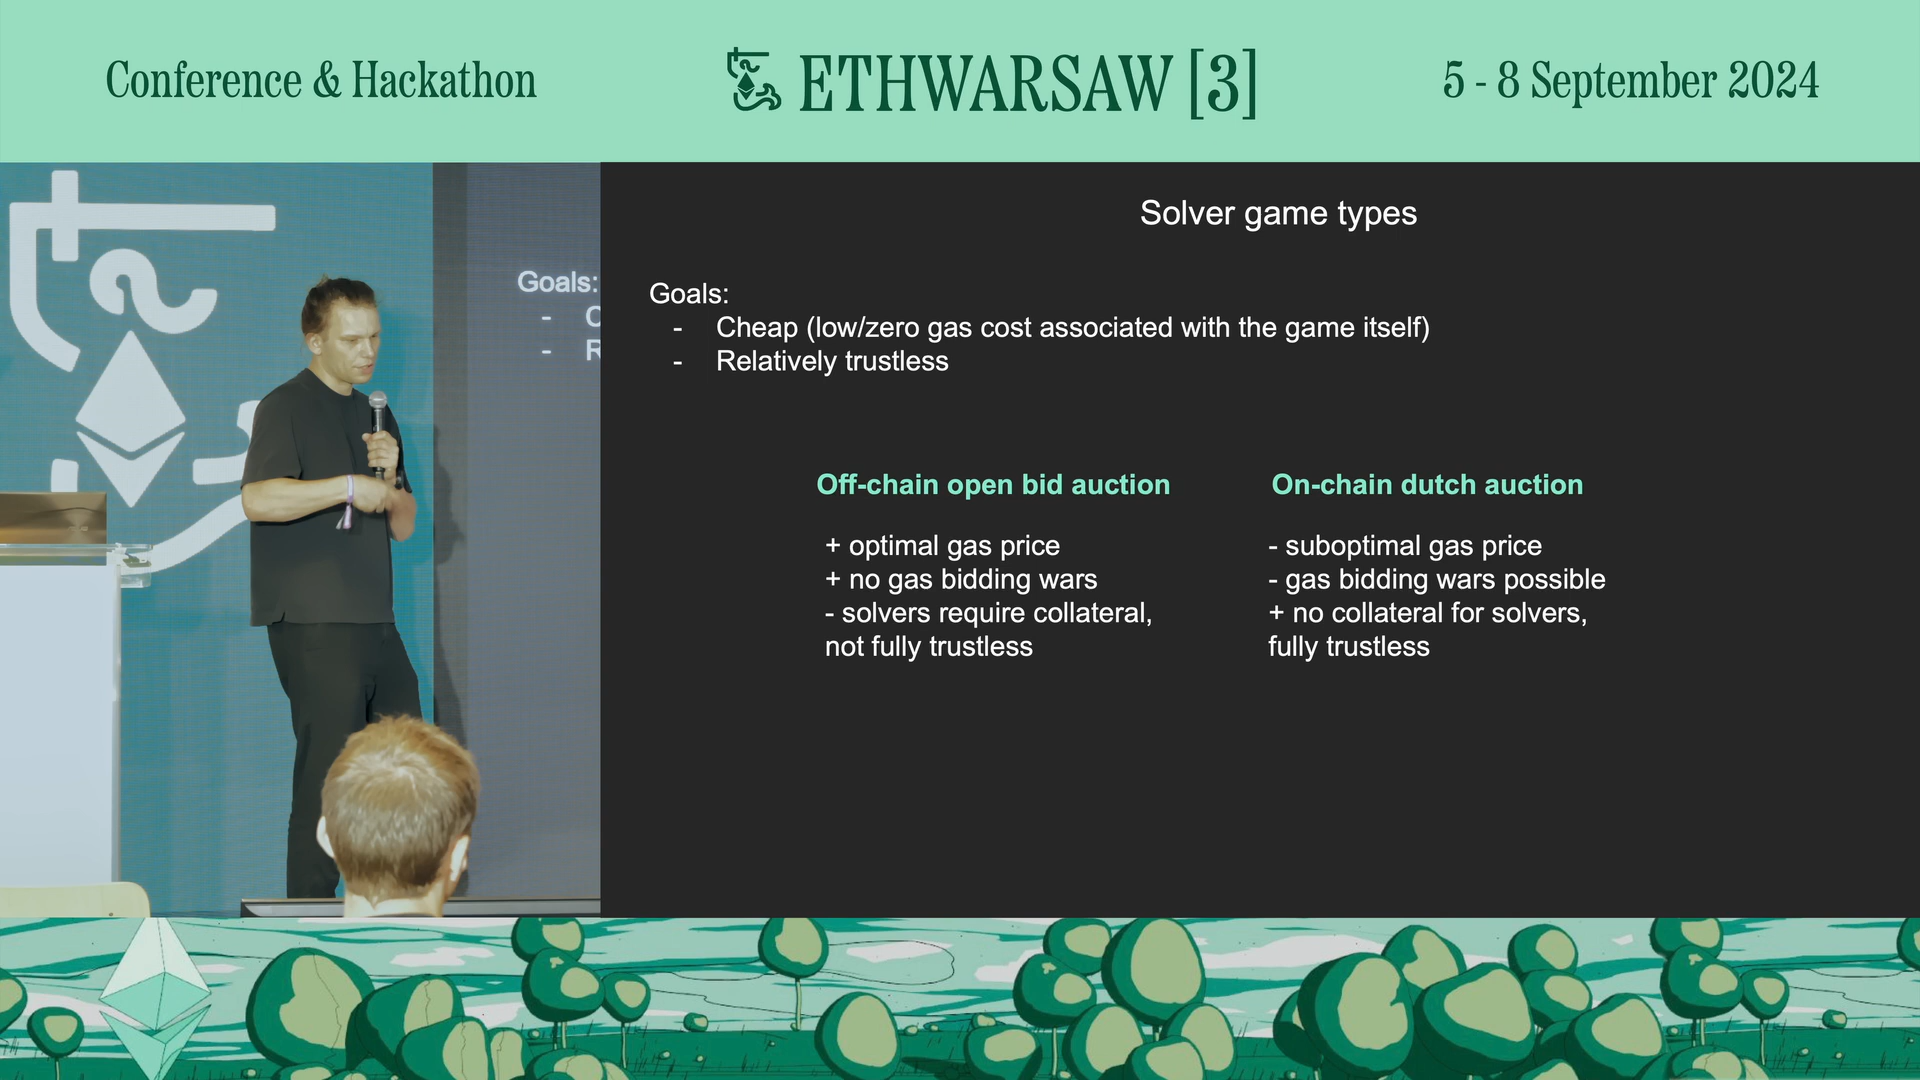 Conference & Hackathon
ETHWARSAW [3]
5 - 8 September 2024
Goals:
- C
- R
Solver game types
Goals:
- Cheap (low/zero gas cost associated with the game itself)
- Relatively trustless
Off-chain open bid auction
+ optimal gas price
+ no gas bidding wars
- solvers require collateral,
not fully trustless
On-chain dutch auction
- suboptimal gas price
- gas bidding wars possible
+ no collateral for solvers,
fully trustless